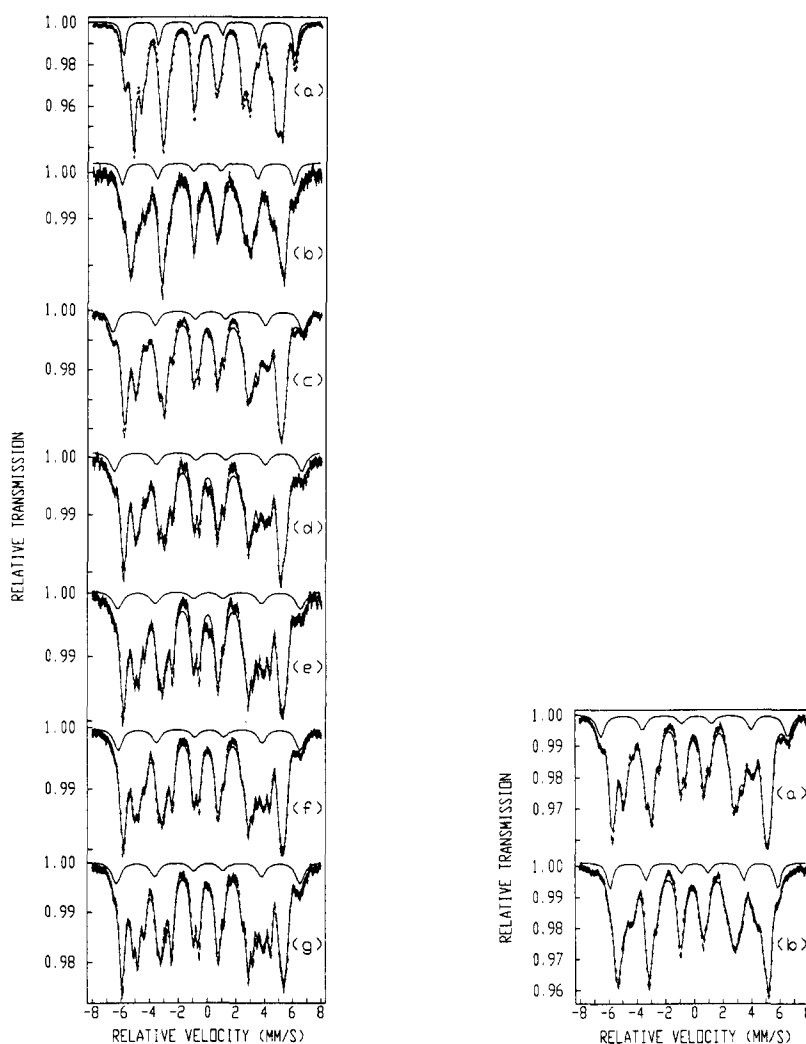 1.00
0.98
0.96
(a)
1.00
0.99
(b)
1.00
0.98
(c)
1.00
0.99
(d)
1.00
0.99
(e)
1.00
0.99
(f)
1.00
0.99
0.98
(g)
-8 -6 -4 -2 0 2 4 6 8
RELATIVE VELOCITY (MM/S)
RELATIVE TRANSMISSION
1.00
0.99
0.98
0.97
(a)
1.00
0.99
0.98
0.97
0.96
(b)
-8 -6 -4 -2 0 2 4 6 8
RELATIVE VELOCITY (MM/S)
RELATIVE TRANSMISSION